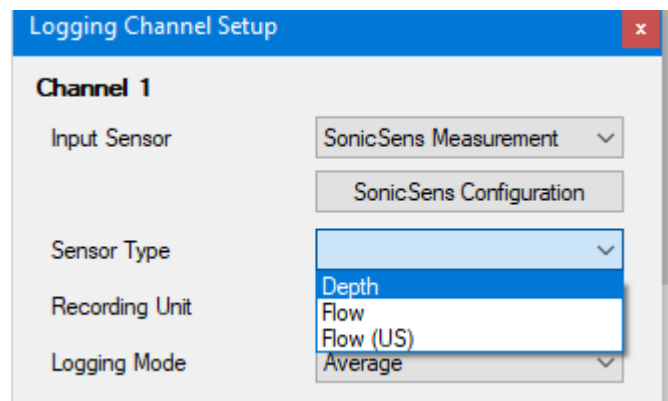 Logging Channel Setup
x
Channel 1
Input Sensor
SonicSens Measurement
SonicSens Configuration
Sensor Type
Depth
Recording Unit
Flow
Flow (US)
Logging Mode
Average